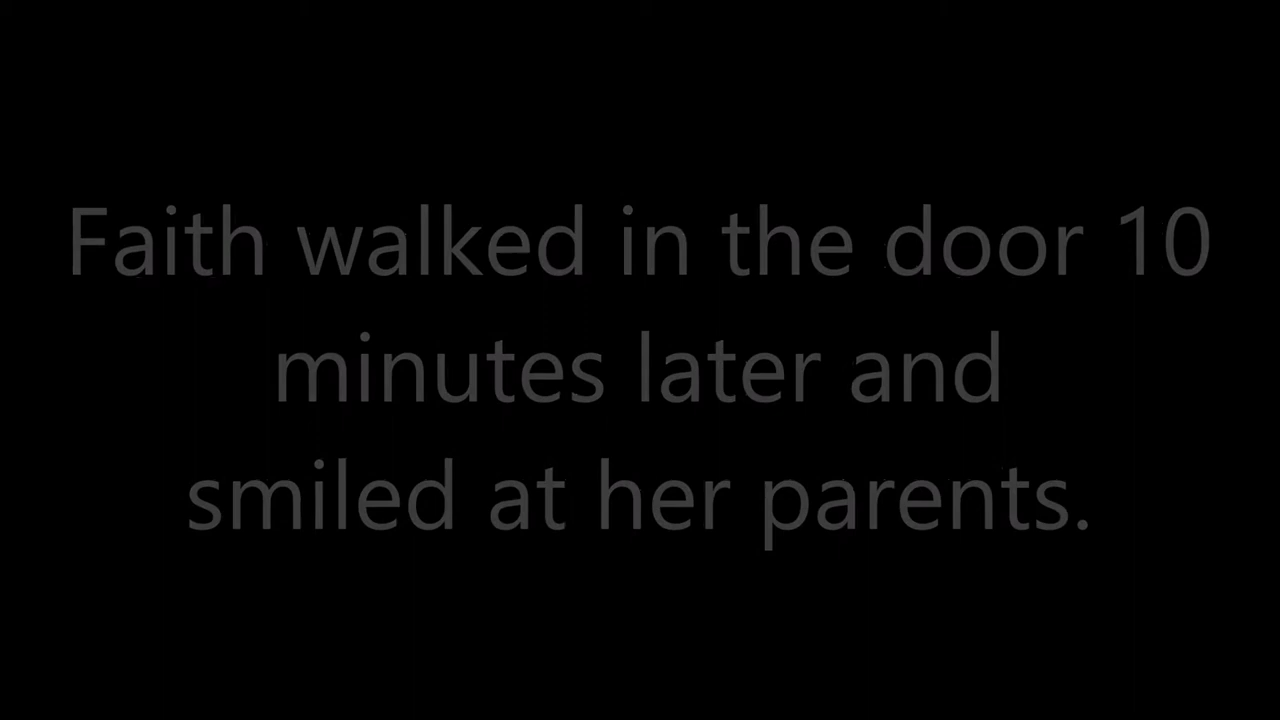 Faith walked in the door 10
minutes later and
smiled at her parents.